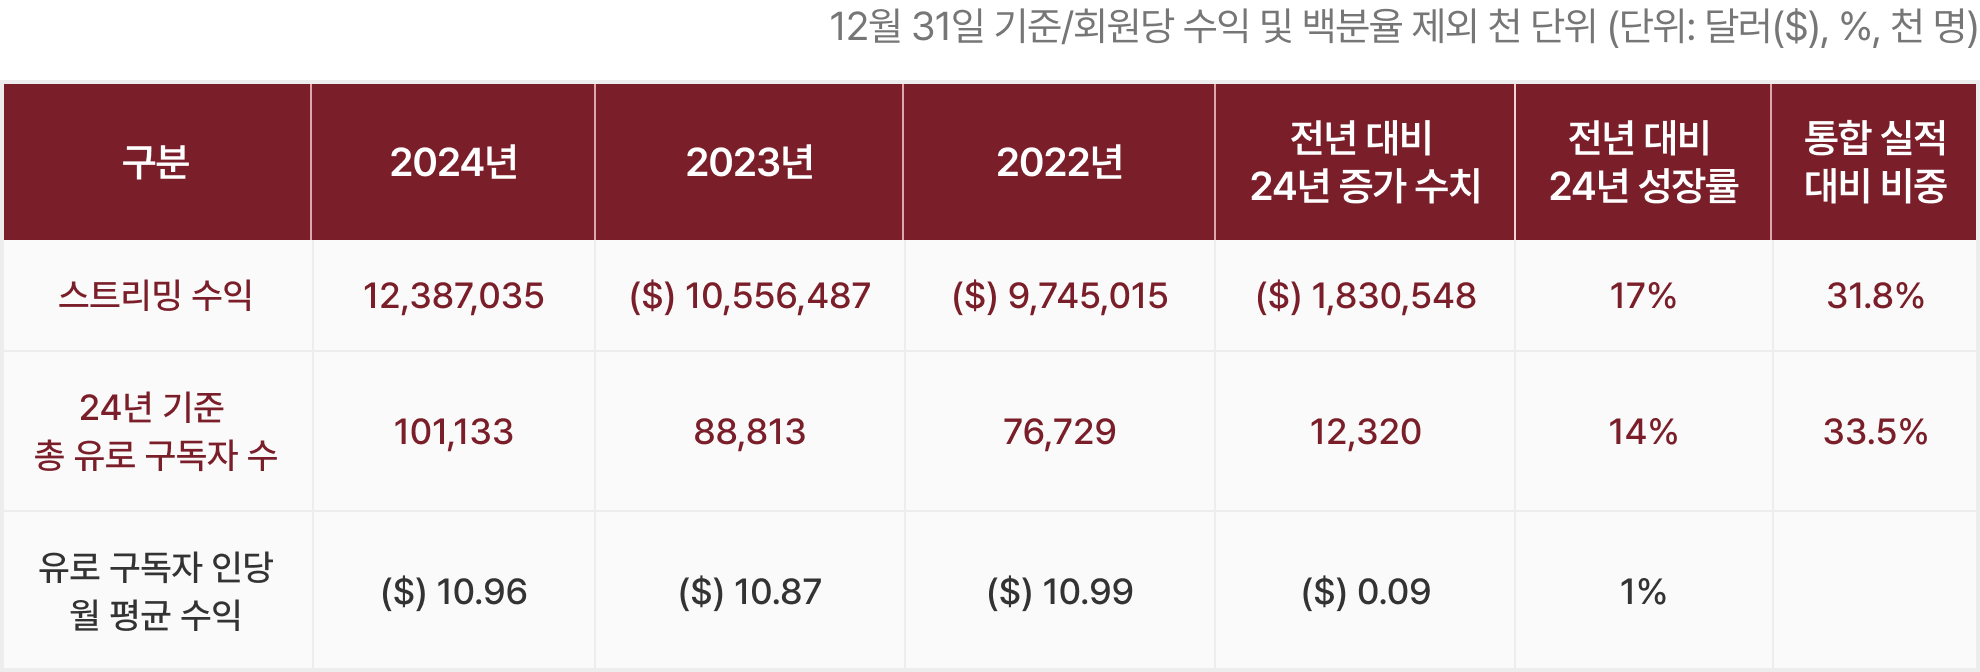 12월 31일 기준/회원당 수익 및 백분율 제외 천 단위 (단위: 달러($), %, 천 명)
구분 2024년 2023년 2022년 전년 대비 24년 증가 수치 전년 대비 24년 성장률 통합 실적 대비 비중
스트리밍 수익 12,387,035 ($) 10,556,487 ($) 9,745,015 ($) 1,830,548 17% 31.8%
24년 기준 총 유로 구독자 수 101,133 88,813 76,729 12,320 14% 33.5%
유로 구독자 인당 월 평균 수익 ($) 10.96 ($) 10.87 ($) 10.99 ($) 0.09 1%